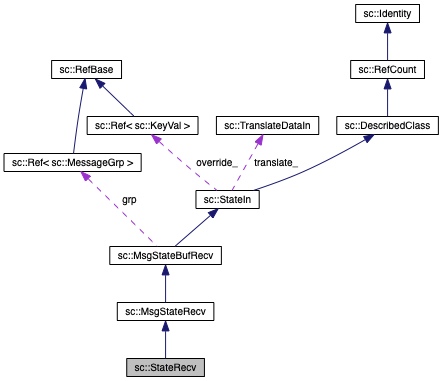 sc::Identity
sc::RefBase
sc::RefCount
sc::Ref< sc::KeyVal >
sc::TranslateDataIn
sc::DescribedClass
sc::Ref< sc::MessageGrp >
override_
translate_
grp
sc::StateIn
sc::MsgStateBufRecv
sc::MsgStateRecv
sc::StateRecv